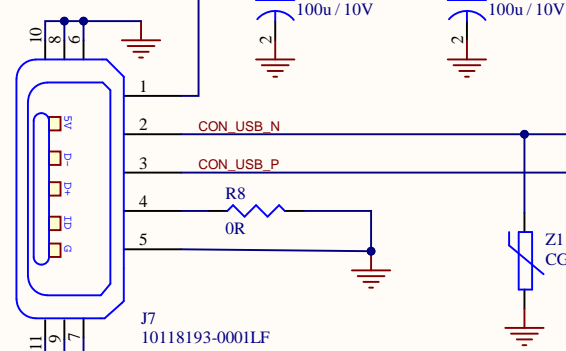 100u / 10V
100u / 10V
10
8
6
2
2
1
5V
2
CON_USB_N
D-
3
CON_USB_P
D+
4
R8
0R
ID
G
5
Z1
CG
J7
10118193-0001LF
11
9
7